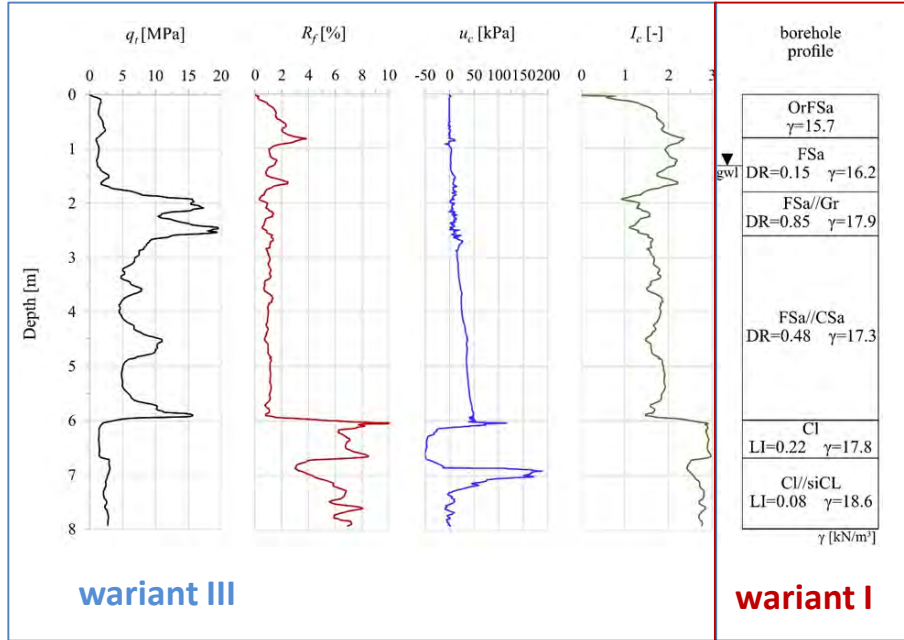 q_t [MPa]
R_f [%]
u_c [kPa]
I_c [-]
borehole
profile
0 5 10 15 20
0 2 4 6 8 10
-50 0 50 100 150 200
0 1 2 3
Depth [m]
0
1
2
3
4
5
6
7
8
OrFSa
γ=15.7
gwl
FSa
DR=0.15 γ=16.2
FSa//Gr
DR=0.85 γ=17.9
FSa//CSa
DR=0.48 γ=17.3
Cl
LI=0.22 γ=17.8
Cl//siCL
LI=0.08 γ=18.6
γ [kN/m³]
wariant III
wariant I